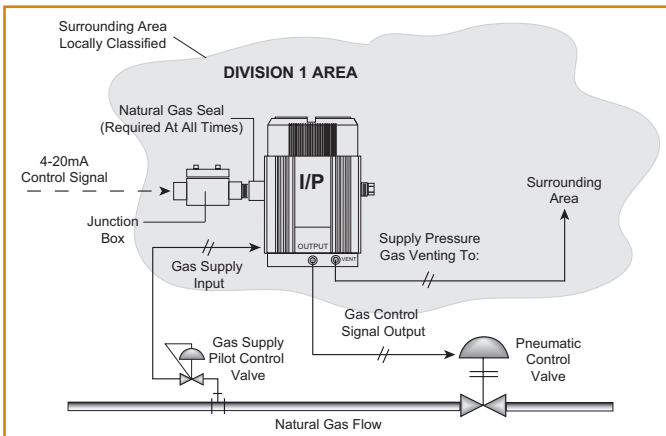 Surrounding Area
Locally Classified
DIVISION 1 AREA
Natural Gas Seal
(Required At All Times)
4-20mA
Control Signal
I/P
Surrounding
Area
Junction
Box
OUTPUT
VENT
Supply Pressure
Gas Venting To:
Gas Supply
Input
Gas Control
Signal Output
Gas Supply
Pilot Control
Valve
Pneumatic
Control
Valve
Natural Gas Flow